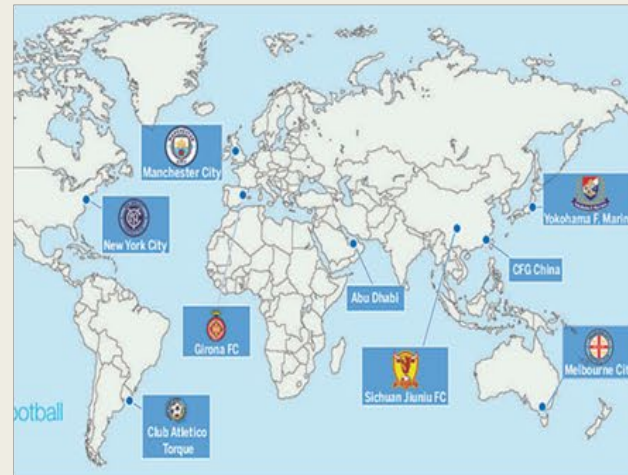 Manchester City
New York City
Yokohama F. Marin
CFG China
Abu Dhabi
Girona FC
Sichuan Jiuniu FC
Melbourne Cit
ootball
Club Atletico
Torque